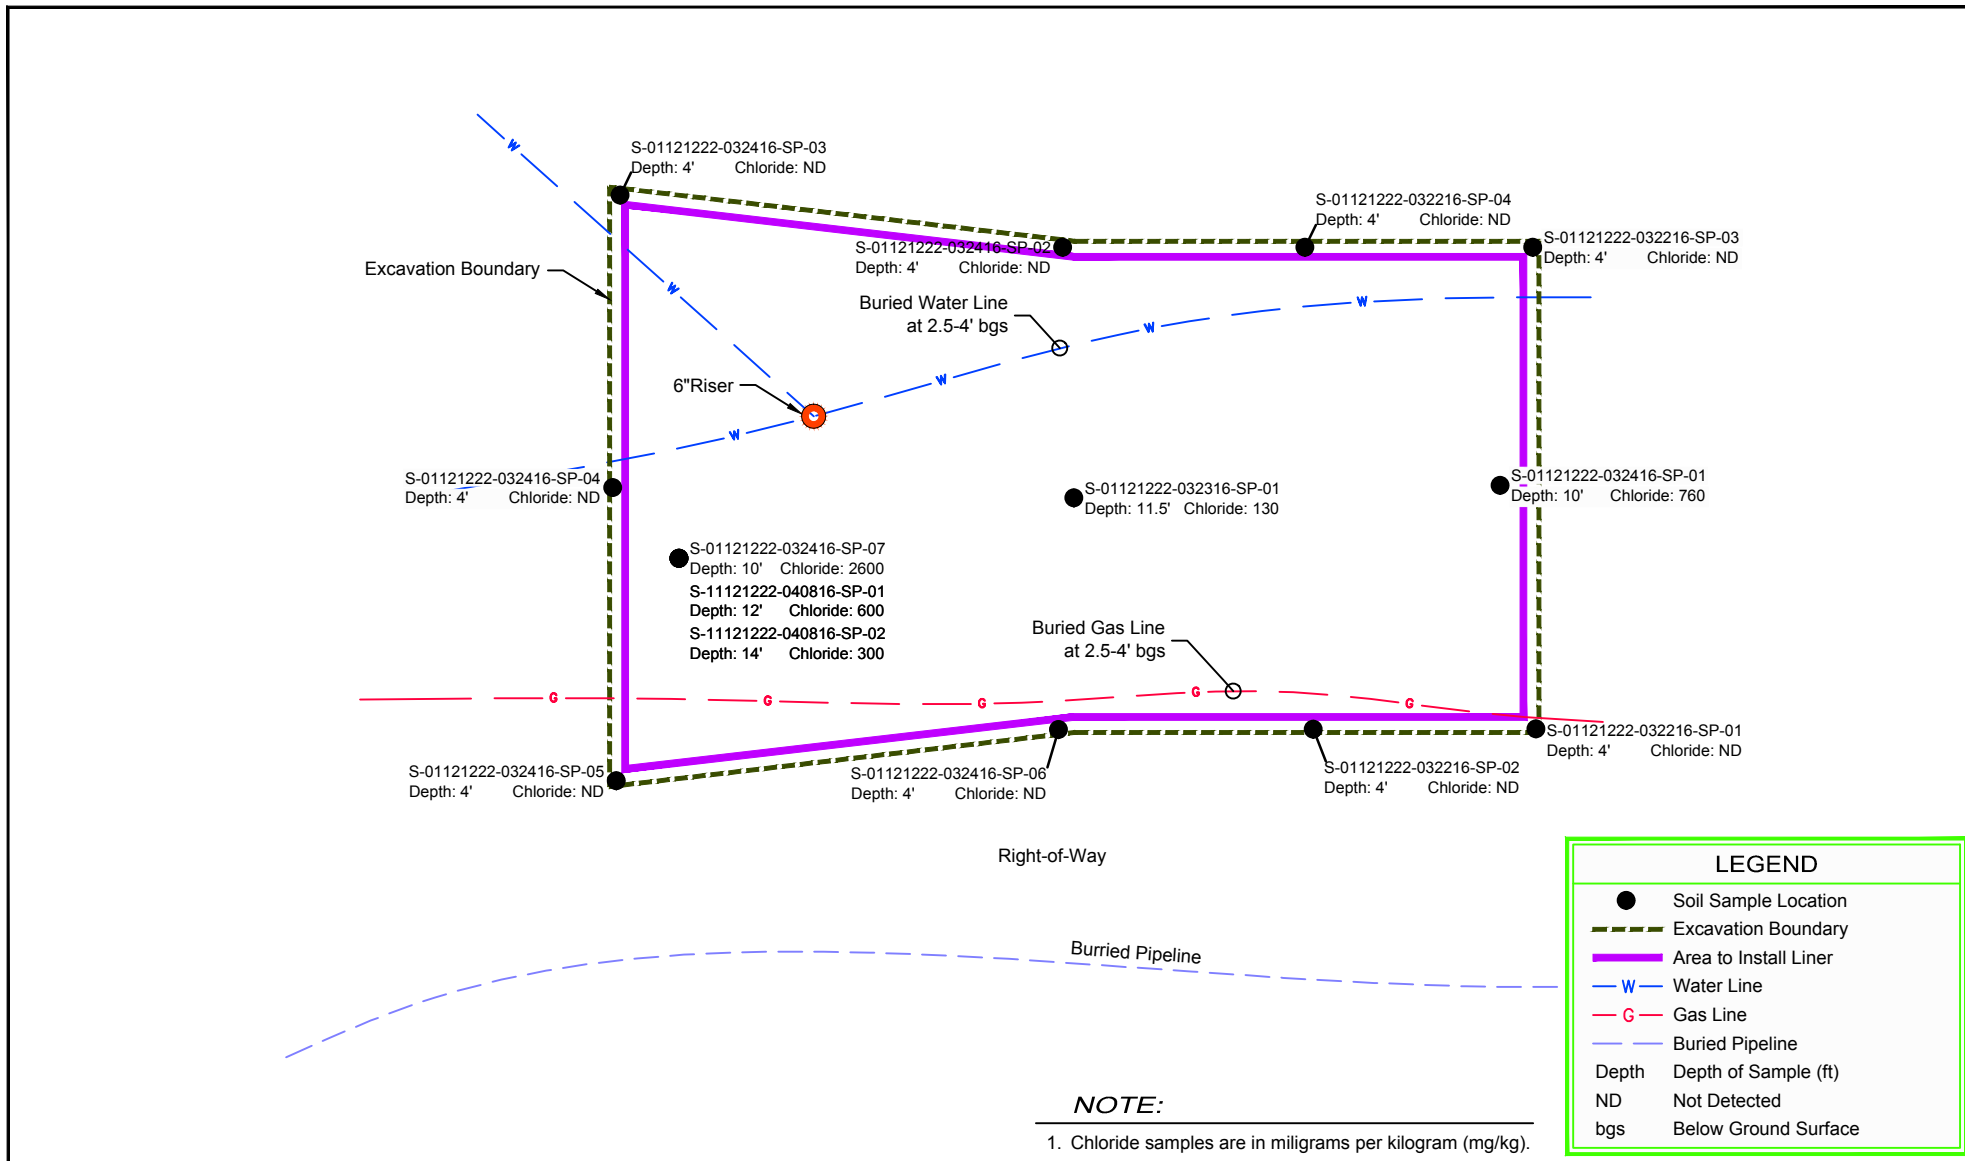 S-01121222-032416-SP-03
Depth: 4' Chloride: ND
S-01121222-032216-SP-04
Depth: 4' Chloride: ND
S-01121222-032416-SP-02
Depth: 4' Chloride: ND
S-01121222-032216-SP-03
Depth: 4' Chloride: ND
Excavation Boundary
Buried Water Line
at 2.5-4' bgs
6"Riser
W
W
W
W
W
W
S-01121222-032416-SP-04
Depth: 4' Chloride: ND
S-01121222-032316-SP-01
Depth: 11.5' Chloride: 130
S-01121222-032416-SP-01
Depth: 10' Chloride: 760
S-01121222-032416-SP-07
Depth: 10' Chloride: 2600
S-11121222-040816-SP-01
Depth: 12' Chloride: 600
S-11121222-040816-SP-02
Depth: 14' Chloride: 300
Buried Gas Line
at 2.5-4' bgs
G
G
G
G
G
S-01121222-032216-SP-01
Depth: 4' Chloride: ND
S-01121222-032416-SP-05
Depth: 4' Chloride: ND
S-01121222-032416-SP-06
Depth: 4' Chloride: ND
S-01121222-032216-SP-02
Depth: 4' Chloride: ND
Right-of-Way
Burried Pipeline
LEGEND
Soil Sample Location
Excavation Boundary
Area to Install Liner
W Water Line
G Gas Line
Buried Pipeline
Depth Depth of Sample (ft)
ND Not Detected
bgs Below Ground Surface
NOTE:
1. Chloride samples are in miligrams per kilogram (mg/kg).